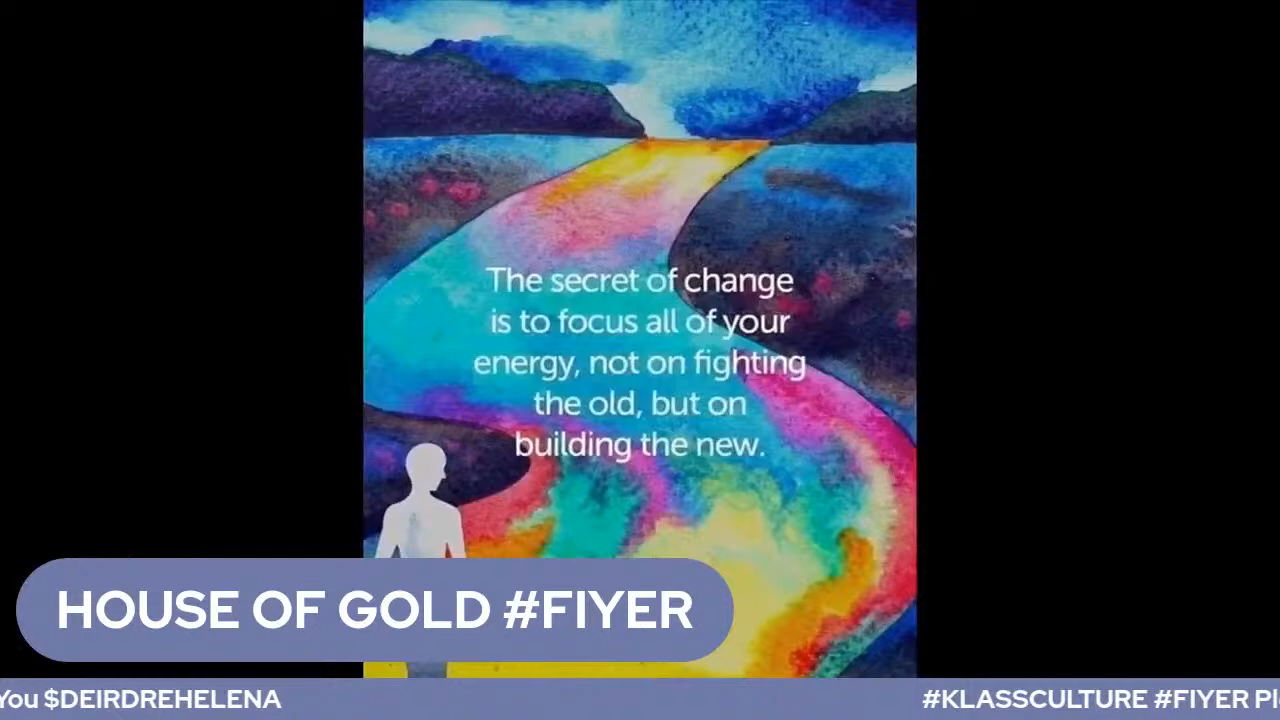 The secret of change
is to focus all of your
energy, not on fighting
the old, but on
building the new.
HOUSE OF GOLD #FIYER
You $DEIRDREHELENA #KLASSCULTURE #FIYER